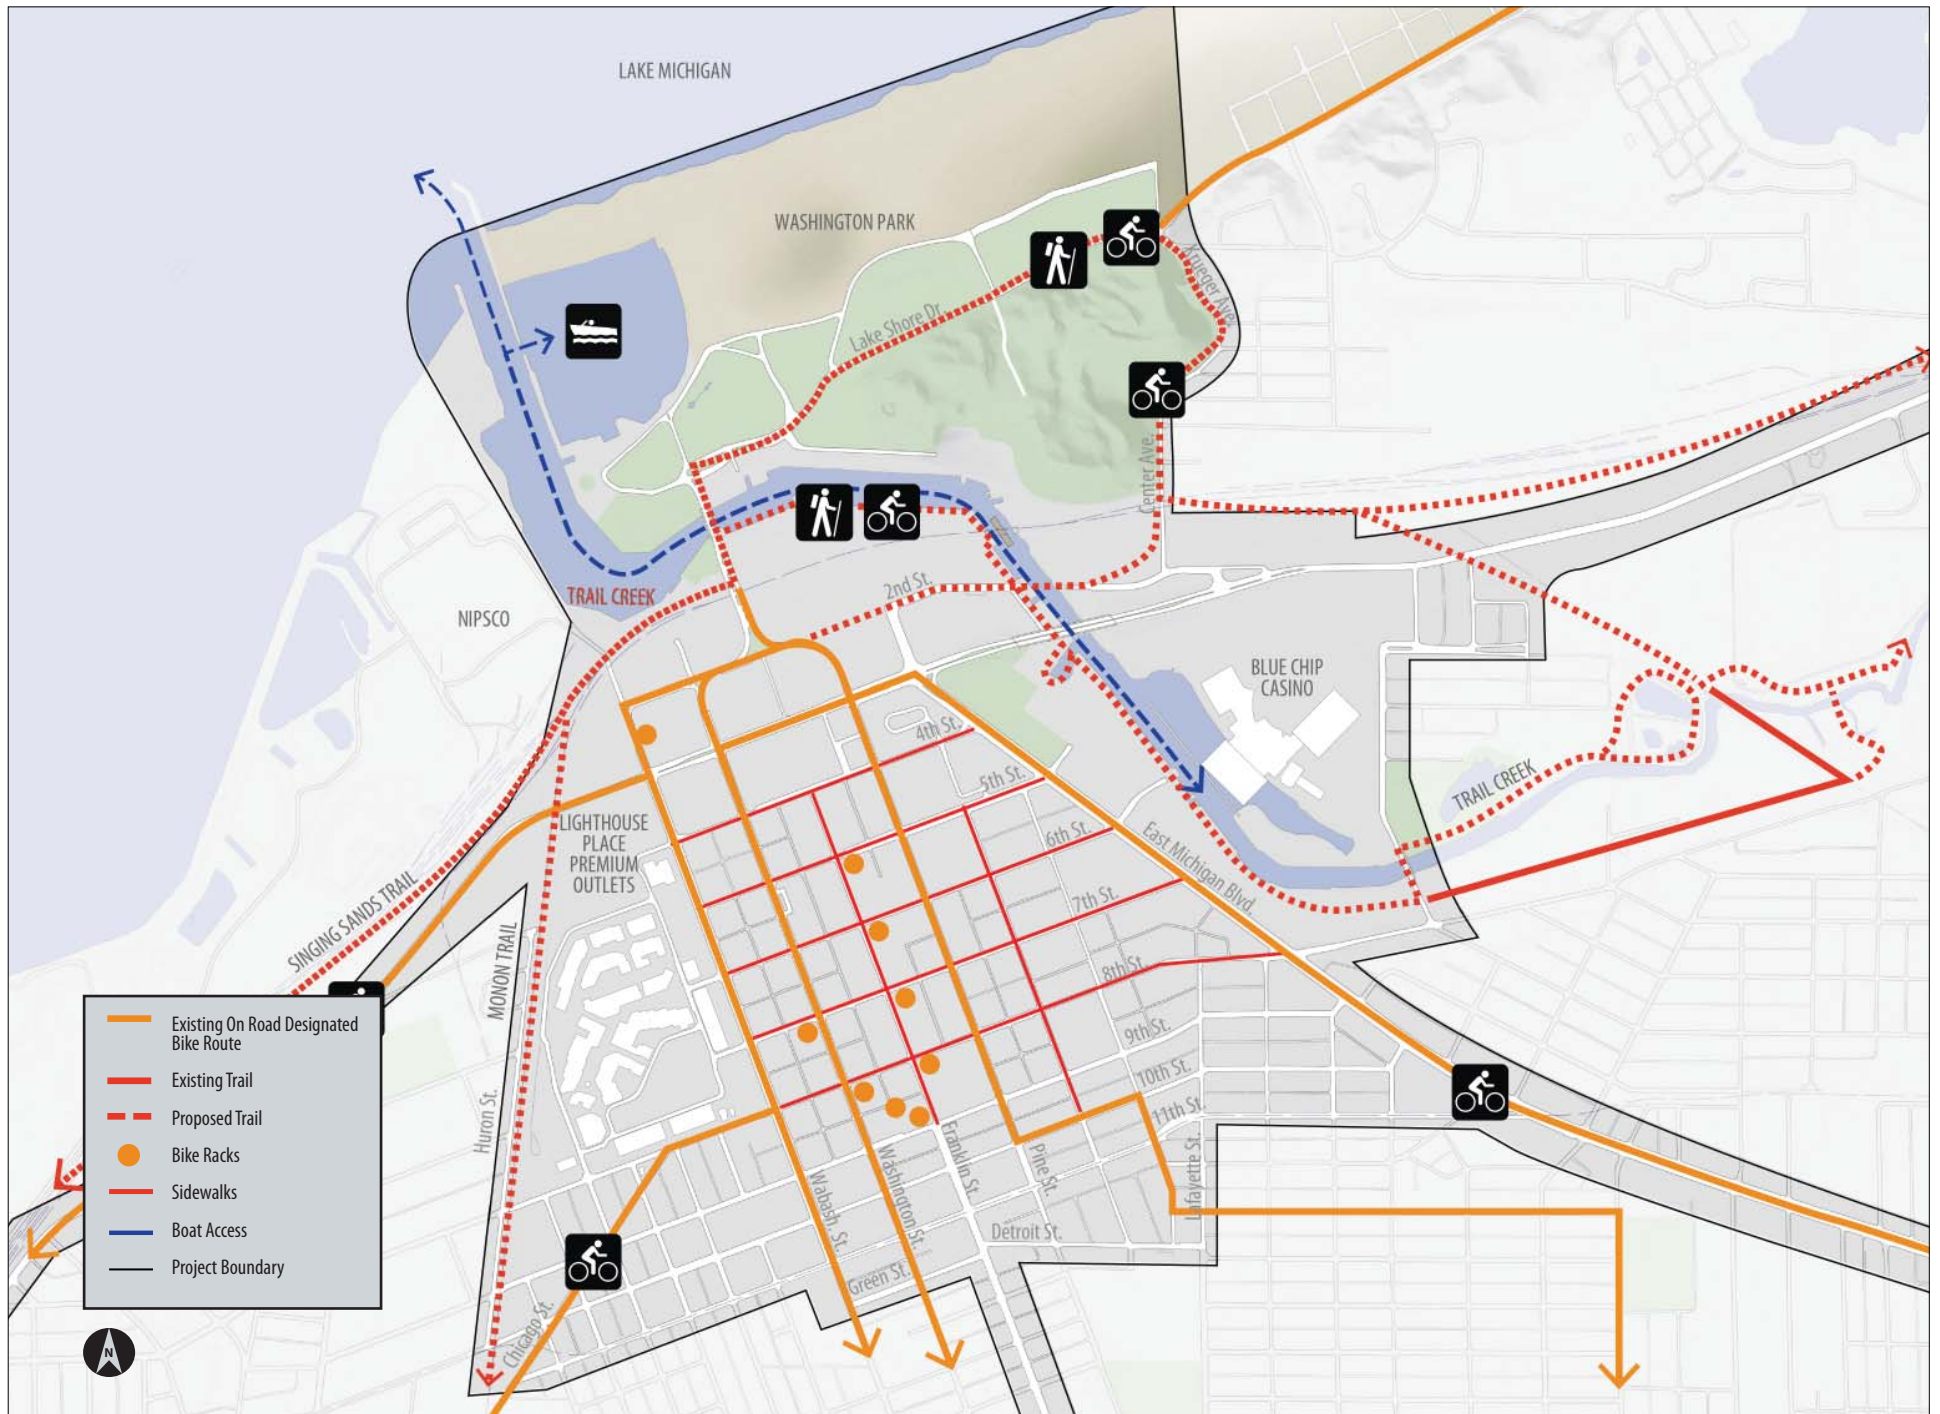 LAKE MICHIGAN
WASHINGTON PARK
Krueger Ave.
Lake Shore Dr.
Center Ave.
TRAIL CREEK
2nd St.
NIPSCO
BLUE CHIP
CASINO
4th St.
5th St.
TRAIL CREEK
LIGHTHOUSE
PLACE
PREMIUM
OUTLETS
6th St.
East Michigan Blvd.
7th St.
SINGING SANDS TRAIL
MONON TRAIL
8th St.
9th St.
10th St.
11th St.
Huron St.
Franklin St.
Pine St.
Lafayette St.
Washington St.
Wabash. St.
Detroit St.
Green St.
Chicago St.
Existing On Road Designated
Bike Route
Existing Trail
Proposed Trail
Bike Racks
Sidewalks
Boat Access
Project Boundary
N